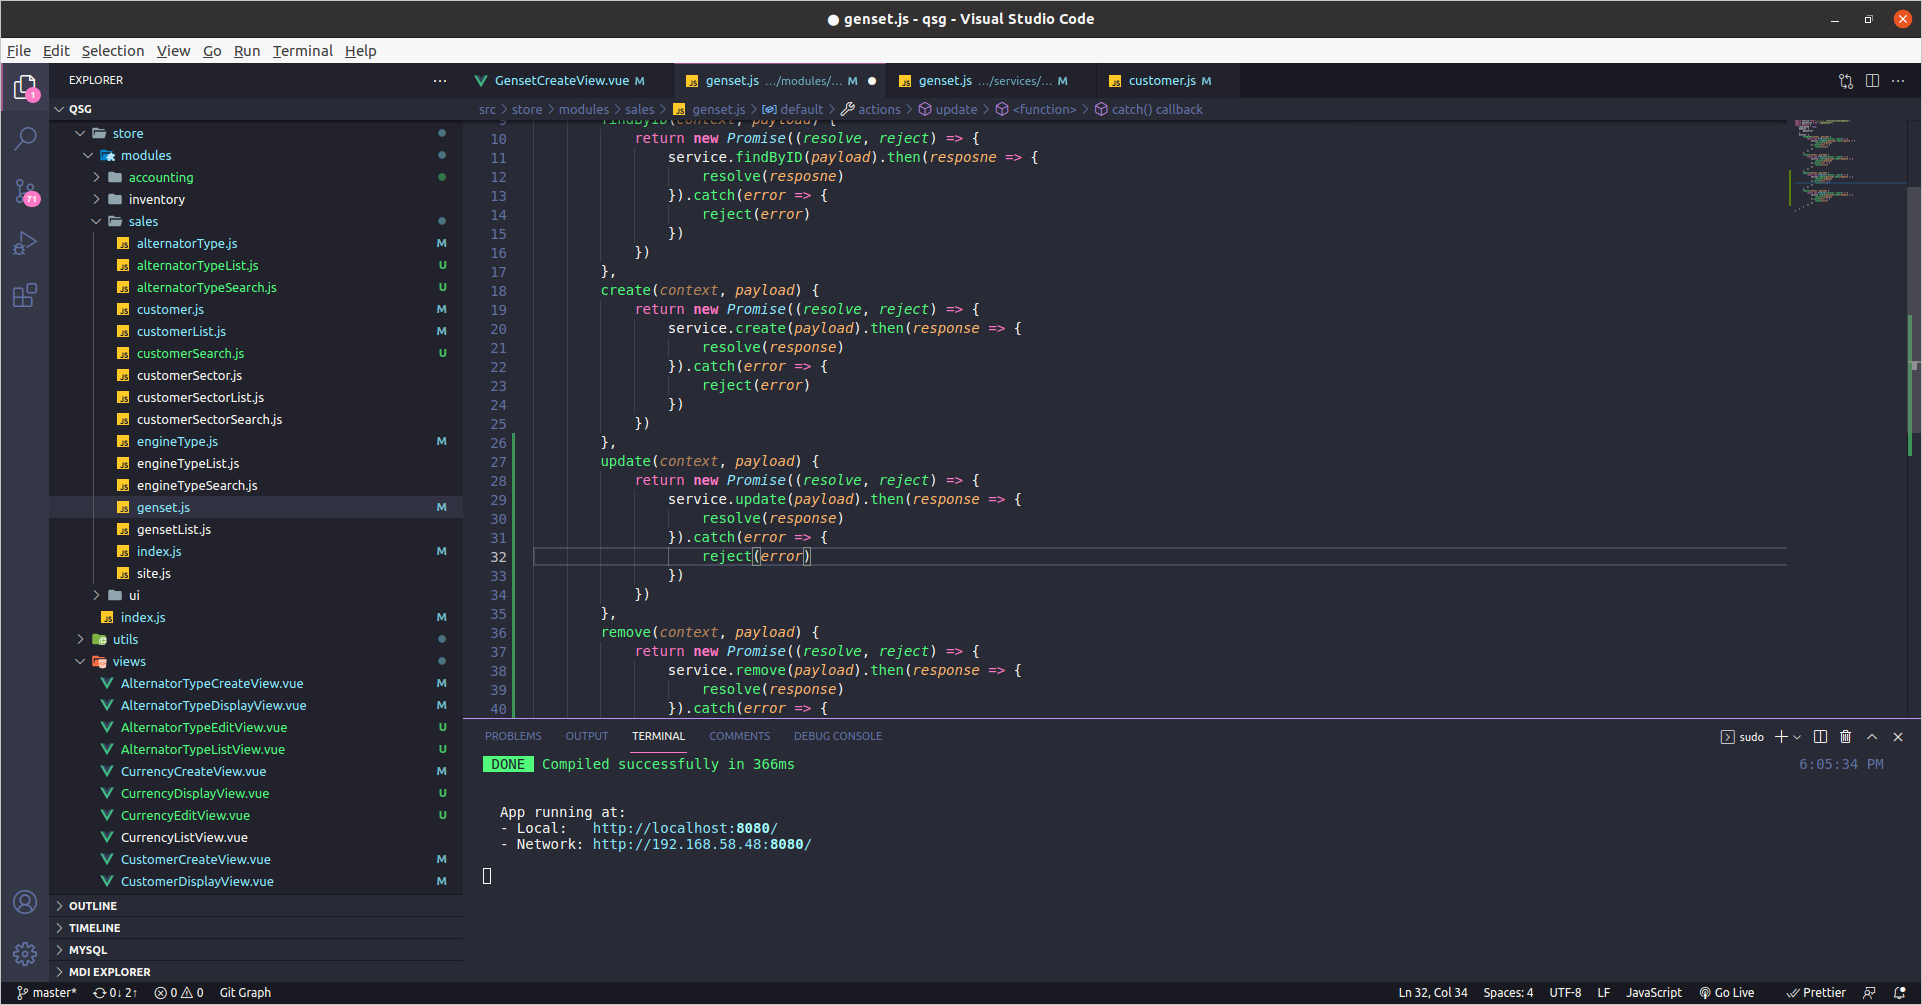 ● genset.js - qsg - Visual Studio Code
File Edit Selection View Go Run Terminal Help
EXPLORER
QSG
store
modules
accounting
inventory
sales
alternatorType.js M
alternatorTypeList.js U
alternatorTypeSearch.js U
customer.js M
customerList.js M
customerSearch.js U
customerSector.js
customerSectorList.js
customerSectorSearch.js
engineType.js M
engineTypeList.js
engineTypeSearch.js
genset.js M
gensetList.js
index.js M
site.js
ui
index.js M
utils
views
AlternatorTypeCreateView.vue M
AlternatorTypeDisplayView.vue M
AlternatorTypeEditView.vue U
AlternatorTypeListView.vue U
CurrencyCreateView.vue M
CurrencyDisplayView.vue U
CurrencyEditView.vue U
CurrencyListView.vue
CustomerCreateView.vue M
CustomerDisplayView.vue M
OUTLINE
TIMELINE
MYSQL
MDI EXPLORER
1
71
GensetCreateView.vue M
genset.js .../modules/... M ●
genset.js .../services/... M
customer.js M
src > store > modules > sales > genset.js > default > actions > update > <function> > catch() callback
9 findByID(context, payload) {
10 return new Promise((resolve, reject) => {
11 service.findByID(payload).then(resposne => {
12 resolve(resposne)
13 }).catch(error => {
14 reject(error)
15 })
16 })
17 },
18 create(context, payload) {
19 return new Promise((resolve, reject) => {
20 service.create(payload).then(response => {
21 resolve(response)
22 }).catch(error => {
23 reject(error)
24 })
25 })
26 },
27 update(context, payload) {
28 return new Promise((resolve, reject) => {
29 service.update(payload).then(response => {
30 resolve(response)
31 }).catch(error => {
32 reject(error)
33 })
34 })
35 },
36 remove(context, payload) {
37 return new Promise((resolve, reject) => {
38 service.remove(payload).then(response => {
39 resolve(response)
40 }).catch(error => {
PROBLEMS OUTPUT TERMINAL COMMENTS DEBUG CONSOLE
sudo
DONE Compiled successfully in 366ms 6:05:34 PM
App running at:
- Local: http://localhost:8080/
- Network: http://192.168.58.48:8080/
master* 0↓ 2↑ 0 0 Git Graph
Ln 32, Col 34 Spaces: 4 UTF-8 LF JavaScript Go Live Prettier